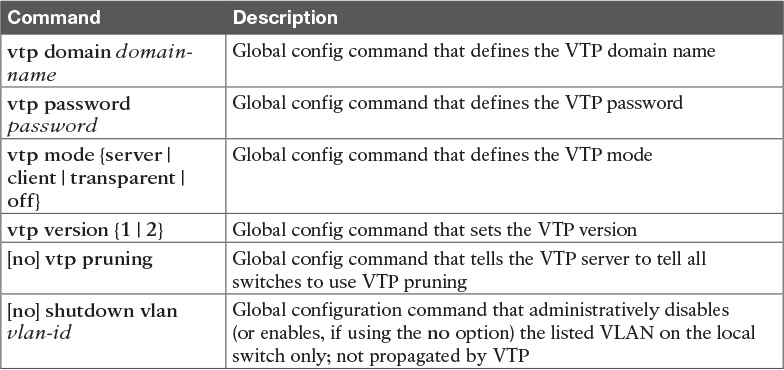 Command Description
vtp domain domain- Global config command that defines the VTP domain name
name
vtp password Global config command that defines the VTP password
password
vtp mode {server | Global config command that defines the VTP mode
client | transparent |
off}
vtp version {1 | 2} Global config command that sets the VTP version
[no] vtp pruning Global config command that tells the VTP server to tell all
switches to use VTP pruning
[no] shutdown vlan Global configuration command that administratively disables
vlan-id (or enables, if using the no option) the listed VLAN on the local
switch only; not propagated by VTP